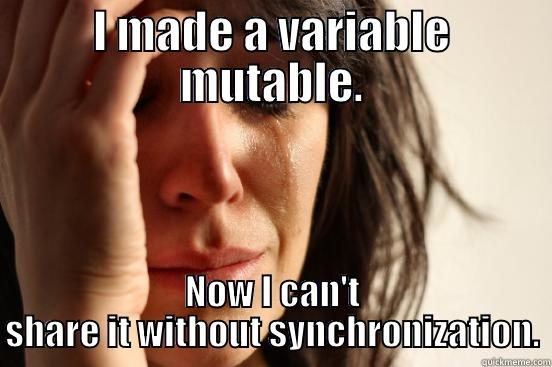 I made a variable
mutable.
Now I can't
share it without synchronization.
quickmeme.com